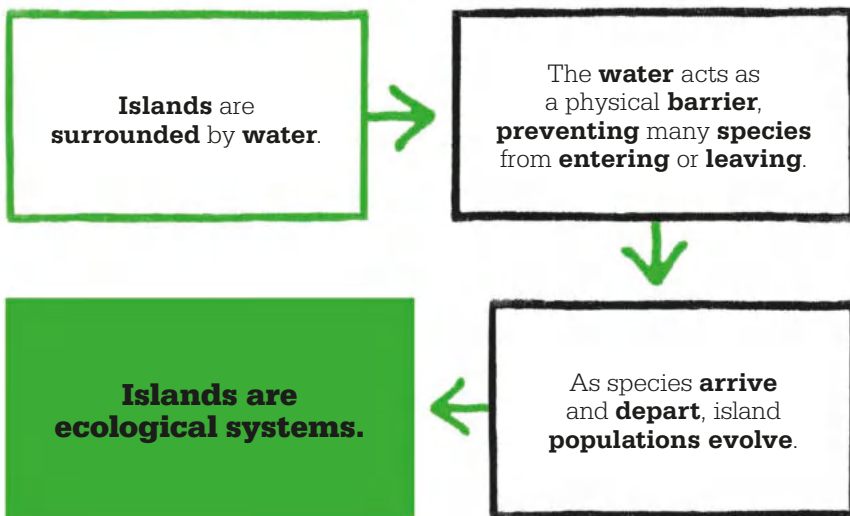 Islands are
surrounded by water.
The water acts as
a physical barrier,
preventing many species
from entering or leaving.
As species arrive
and depart, island
populations evolve.
Islands are
ecological systems.